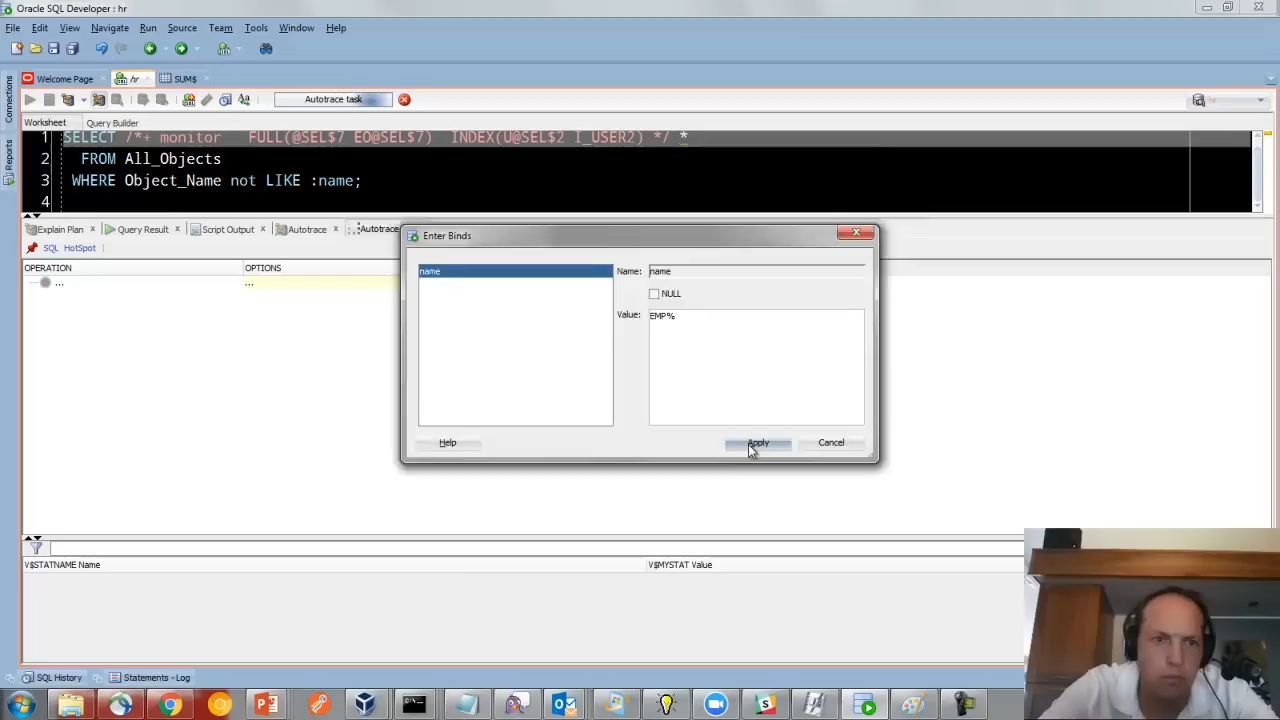 Oracle SQL Developer : hr
File Edit View Navigate Run Source Team Tools Window Help
Welcome Page hr SUM$
Connections
Reports
Autotrace task
Worksheet Query Builder
1 SELECT /*+ monitor FULL(@SEL$7 EO@SEL$7) INDEX(U@SEL$2 I_USER2) */ *
2 FROM All_Objects
3 WHERE Object_Name not LIKE :name;
4
Explain Plan Query Result Script Output Autotrace Autotrace
SQL HotSpot
OPERATION OPTIONS
... ...
Enter Binds
name
Name: name
NULL
Value: EMP%
Help Apply Cancel
V$STATNAME Name V$MYSTAT Value
SQL History Statements - Log